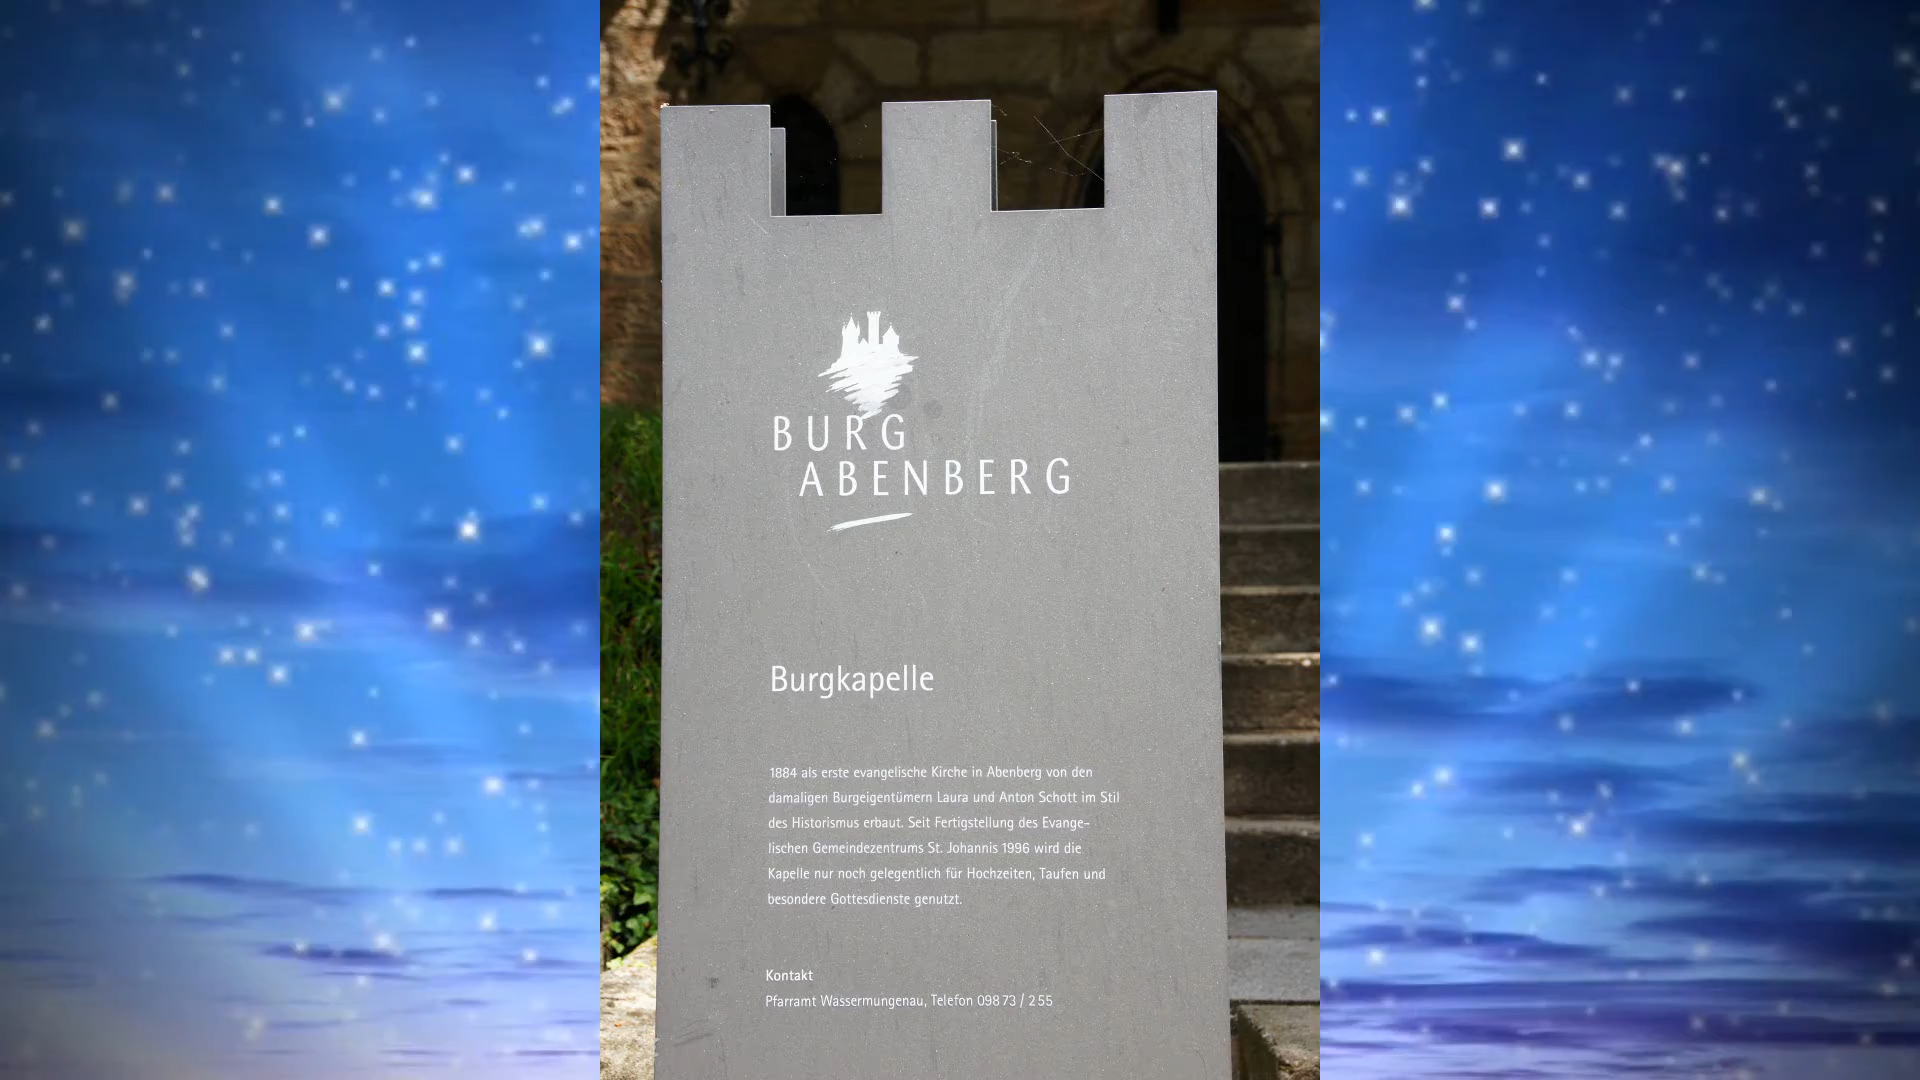 BURG
ABENBERG
Burgkapelle
1884 als erste evangelische Kirche in Abenberg von den
damaligen Burgeigentümern Laura und Anton Schott im Stil
des Historismus erbaut. Seit Fertigstellung des Evange-
lischen Gemeindezentrums St. Johannis 1996 wird die
Kapelle nur noch gelegentlich für Hochzeiten, Taufen und
besondere Gottesdienste genutzt.
Kontakt
Pfarramt Wassermungenau, Telefon 098 73 / 2 55